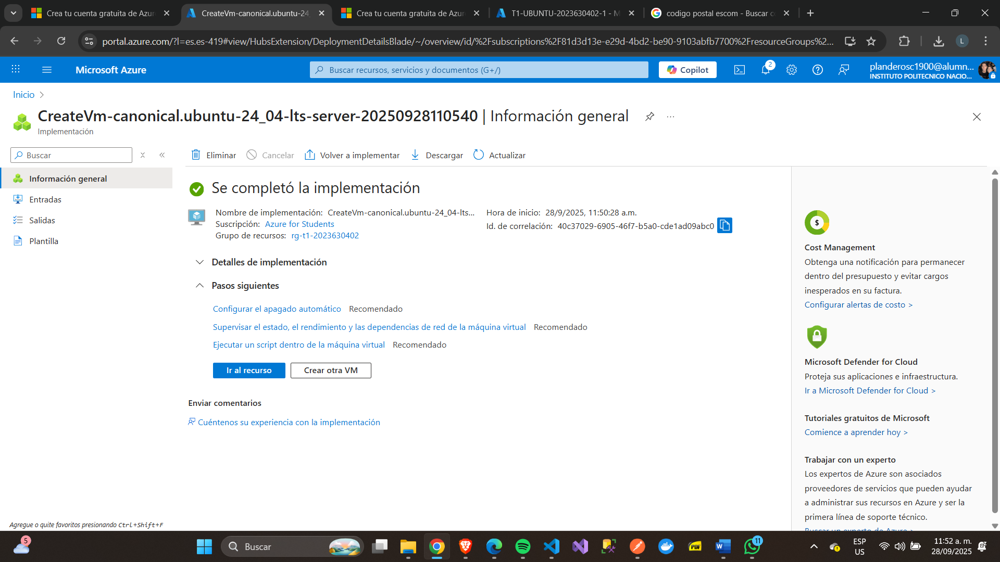 Crea tu cuenta gratuita de Azur
CreateVm-canonical.ubuntu-24_
Crea tu cuenta gratuita de Azur
T1-UBUNTU-2023630402-1 - M
codigo postal escom - Buscar c
portal.azure.com/?l=es.es-419#view/HubsExtension/DeploymentDetailsBlade/~/overview/id/%2Fsubscriptions%2F81d3d13e-e29d-4bd2-be90-9103abfb7700%2FresourceGroups%2...
L
Microsoft Azure
Buscar recursos, servicios y documentos (G+/)
Copilot
2
planderosc1900@alumn...
INSTITUTO POLITECNICO NACIO...
Inicio
CreateVm-canonical.ubuntu-24_04-lts-server-20250928110540 | Información general
Implementación
Buscar
Eliminar
Cancelar
Volver a implementar
Descargar
Actualizar
Información general
Entradas
Salidas
Plantilla
Se completó la implementación
Nombre de implementación: CreateVm-canonical.ubuntu-24_04-lts...
Suscripción: Azure for Students
Grupo de recursos: rg-t1-2023630402
Hora de inicio: 28/9/2025, 11:50:28 a.m.
Id. de correlación: 40c37029-6905-46f7-b5a0-cde1ad09abc0
Detalles de implementación
Pasos siguientes
Configurar el apagado automático Recomendado
Supervisar el estado, el rendimiento y las dependencias de red de la máquina virtual Recomendado
Ejecutar un script dentro de la máquina virtual Recomendado
Ir al recurso
Crear otra VM
Enviar comentarios
Cuéntenos su experiencia con la implementación
$
Cost Management
Obtenga una notificación para permanecer
dentro del presupuesto y evitar cargos
inesperados en su factura.
Configurar alertas de costo >
Microsoft Defender for Cloud
Proteja sus aplicaciones e infraestructura.
Ir a Microsoft Defender for Cloud >
Tutoriales gratuitos de Microsoft
Comience a aprender hoy >
Trabajar con un experto
Los expertos de Azure son asociados
proveedores de servicios que pueden ayudar
a administrar sus recursos en Azure y ser la
primera línea de soporte técnico.
Buscar un experto de Azure >
Agregue o quite favoritos presionando Ctrl+Shift+F
5
Buscar
PDF
W
11
ESP
US
11:52 a. m.
28/09/2025